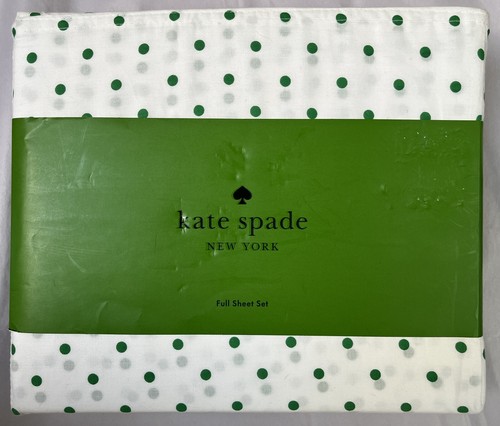 kate spade
NEW YORK
Full Sheet Set